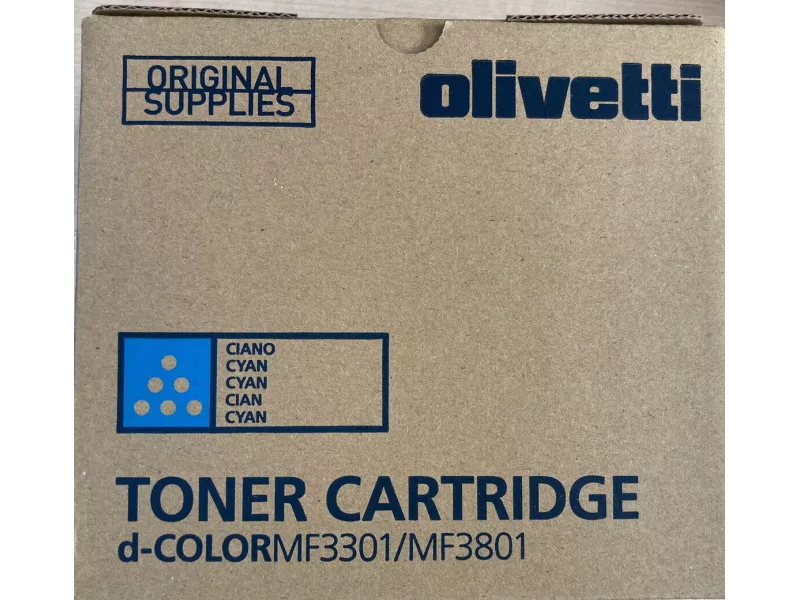 ORIGINAL
SUPPLIES
olivetti
CIANO
CYAN
CYAN
CIAN
CYAN
TONER CARTRIDGE
d-COLORMF3301/MF3801